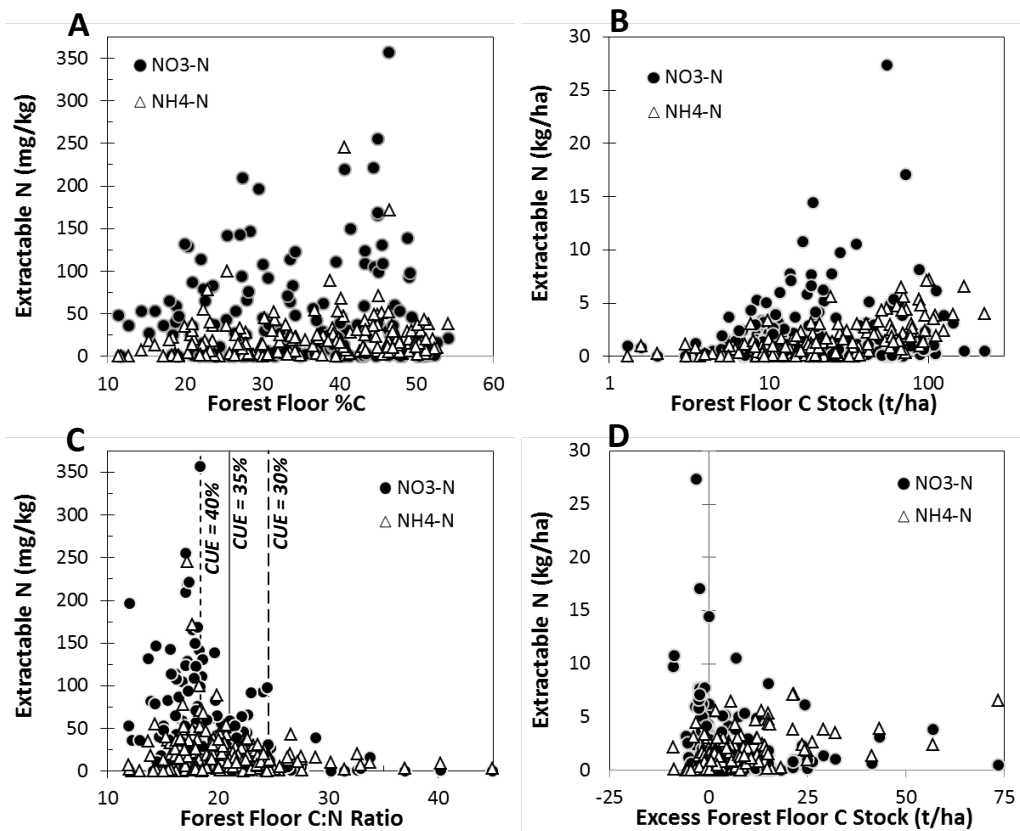 A
Extractable N (mg/kg)
350
300
250
200
150
100
50
0
NO3-N
NH4-N
10 20 30 40 50 60
Forest Floor %C
B
Extractable N (kg/ha)
30
25
20
15
10
5
0
NO3-N
NH4-N
1 10 100
Forest Floor C Stock (t/ha)
C
Extractable N (mg/kg)
350
300
250
200
150
100
50
0
CUE = 40%
CUE = 35%
CUE = 30%
NO3-N
NH4-N
10 20 30 40
Forest Floor C:N Ratio
D
Extractable N (kg/ha)
30
25
20
15
10
5
0
NO3-N
NH4-N
-25 0 25 50 75
Excess Forest Floor C Stock (t/ha)